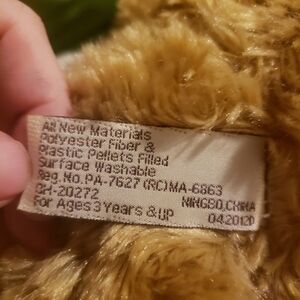 All New Materials
Polyester Fiber &
Plastic Pellets Filled
Surface Washable
Reg. No. PA-7627 (RC) MA-6863
CH-20272 NINGBO, CHINA
For Ages 3 Years & Up 042012D